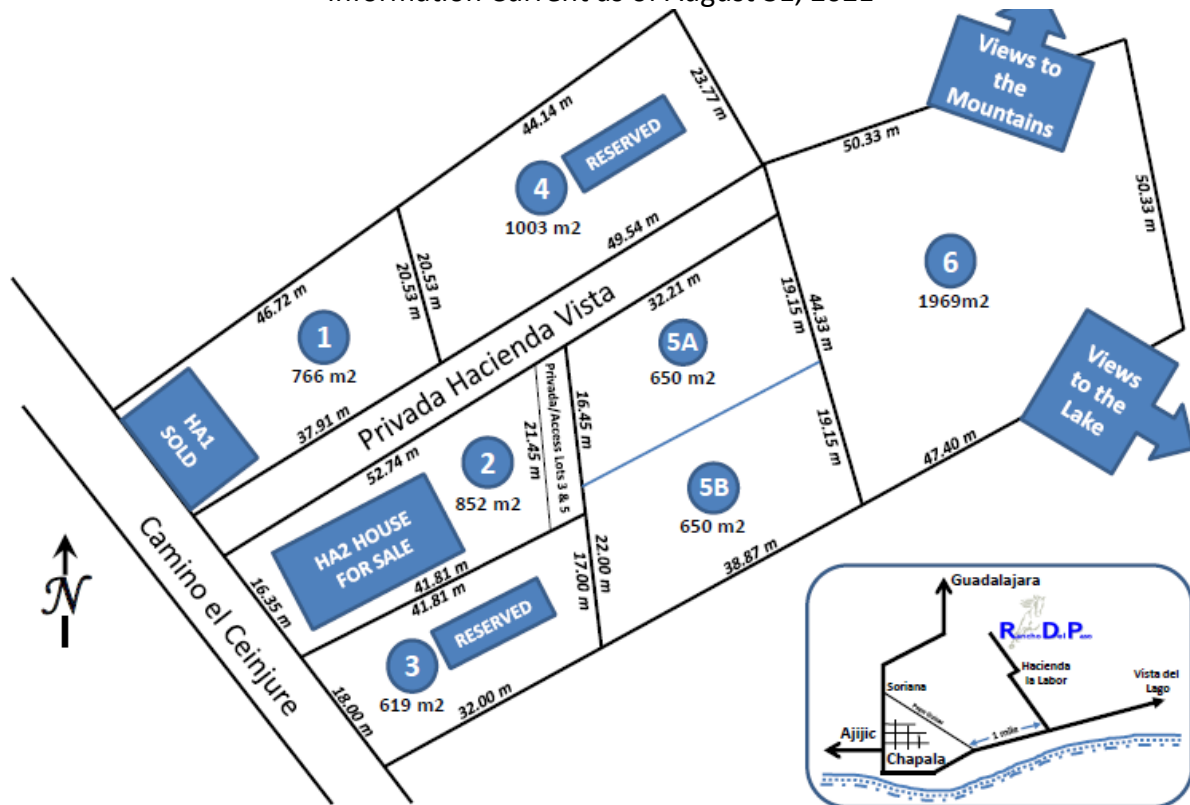 Information Current as of August 31, 2021
Views to
the
Mountains
23.77 m
44.14 m
RESERVED
4
1003 m2
50.33 m
50.33 m
49.54 m
20.53 m
20.53 m
46.72 m
1
766 m2
HA1
SOLD
37.91 m
Privada Hacienda Vista
32.21 m
5A
650 m2
19.15 m
44.33 m
6
1969m2
Views
to the
Lake
52.74 m
2
852 m2
21.45 m
Privada/Access Lots 3 & 5
16.45 m
19.15 m
5B
650 m2
47.40 m
HA2 HOUSE
FOR SALE
16.35 m
41.81 m
41.81 m
22.00 m
17.00 m
38.87 m
Camino el Ceinjure
N
RESERVED
3
619 m2
18.00 m
32.00 m
Guadalajara
Rancho Del Paso
Hacienda
la Labor
Vista del
Lago
Soriana
1 mile
Ajijic
Chapala